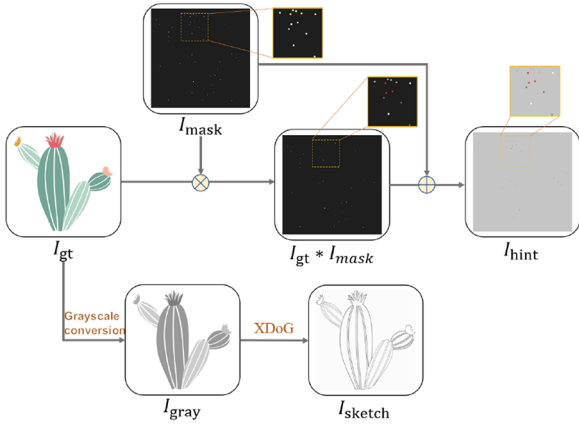 I_mask
I_gt
I_gt * I_mask
I_hint
Grayscale
conversion
XDoG
I_gray
I_sketch